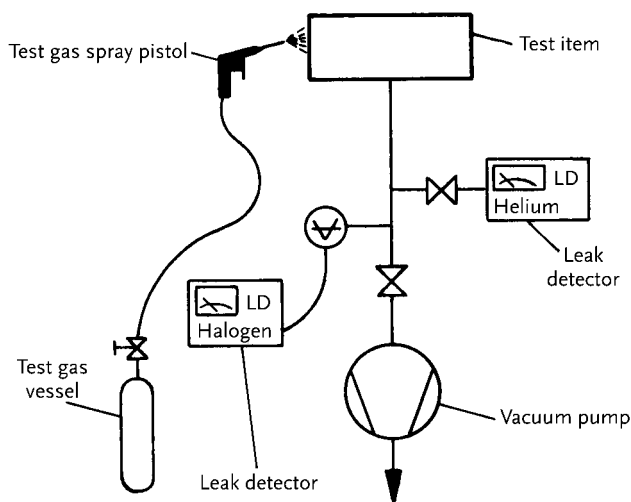 Test gas spray pistol
Test item
LD
Helium
Leak
detector
LD
Halogen
Test gas
vessel
Vacuum pump
Leak detector